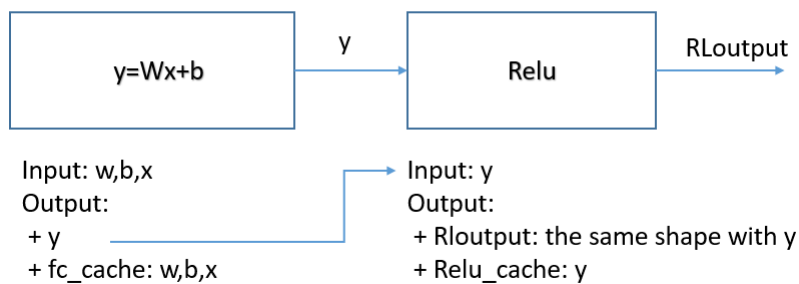 y=Wx+b
y
Relu
RLoutput
Input: w,b,x
Output:
+ y
+ fc_cache: w,b,x
Input: y
Output:
+ Rloutput: the same shape with y
+ Relu_cache: y